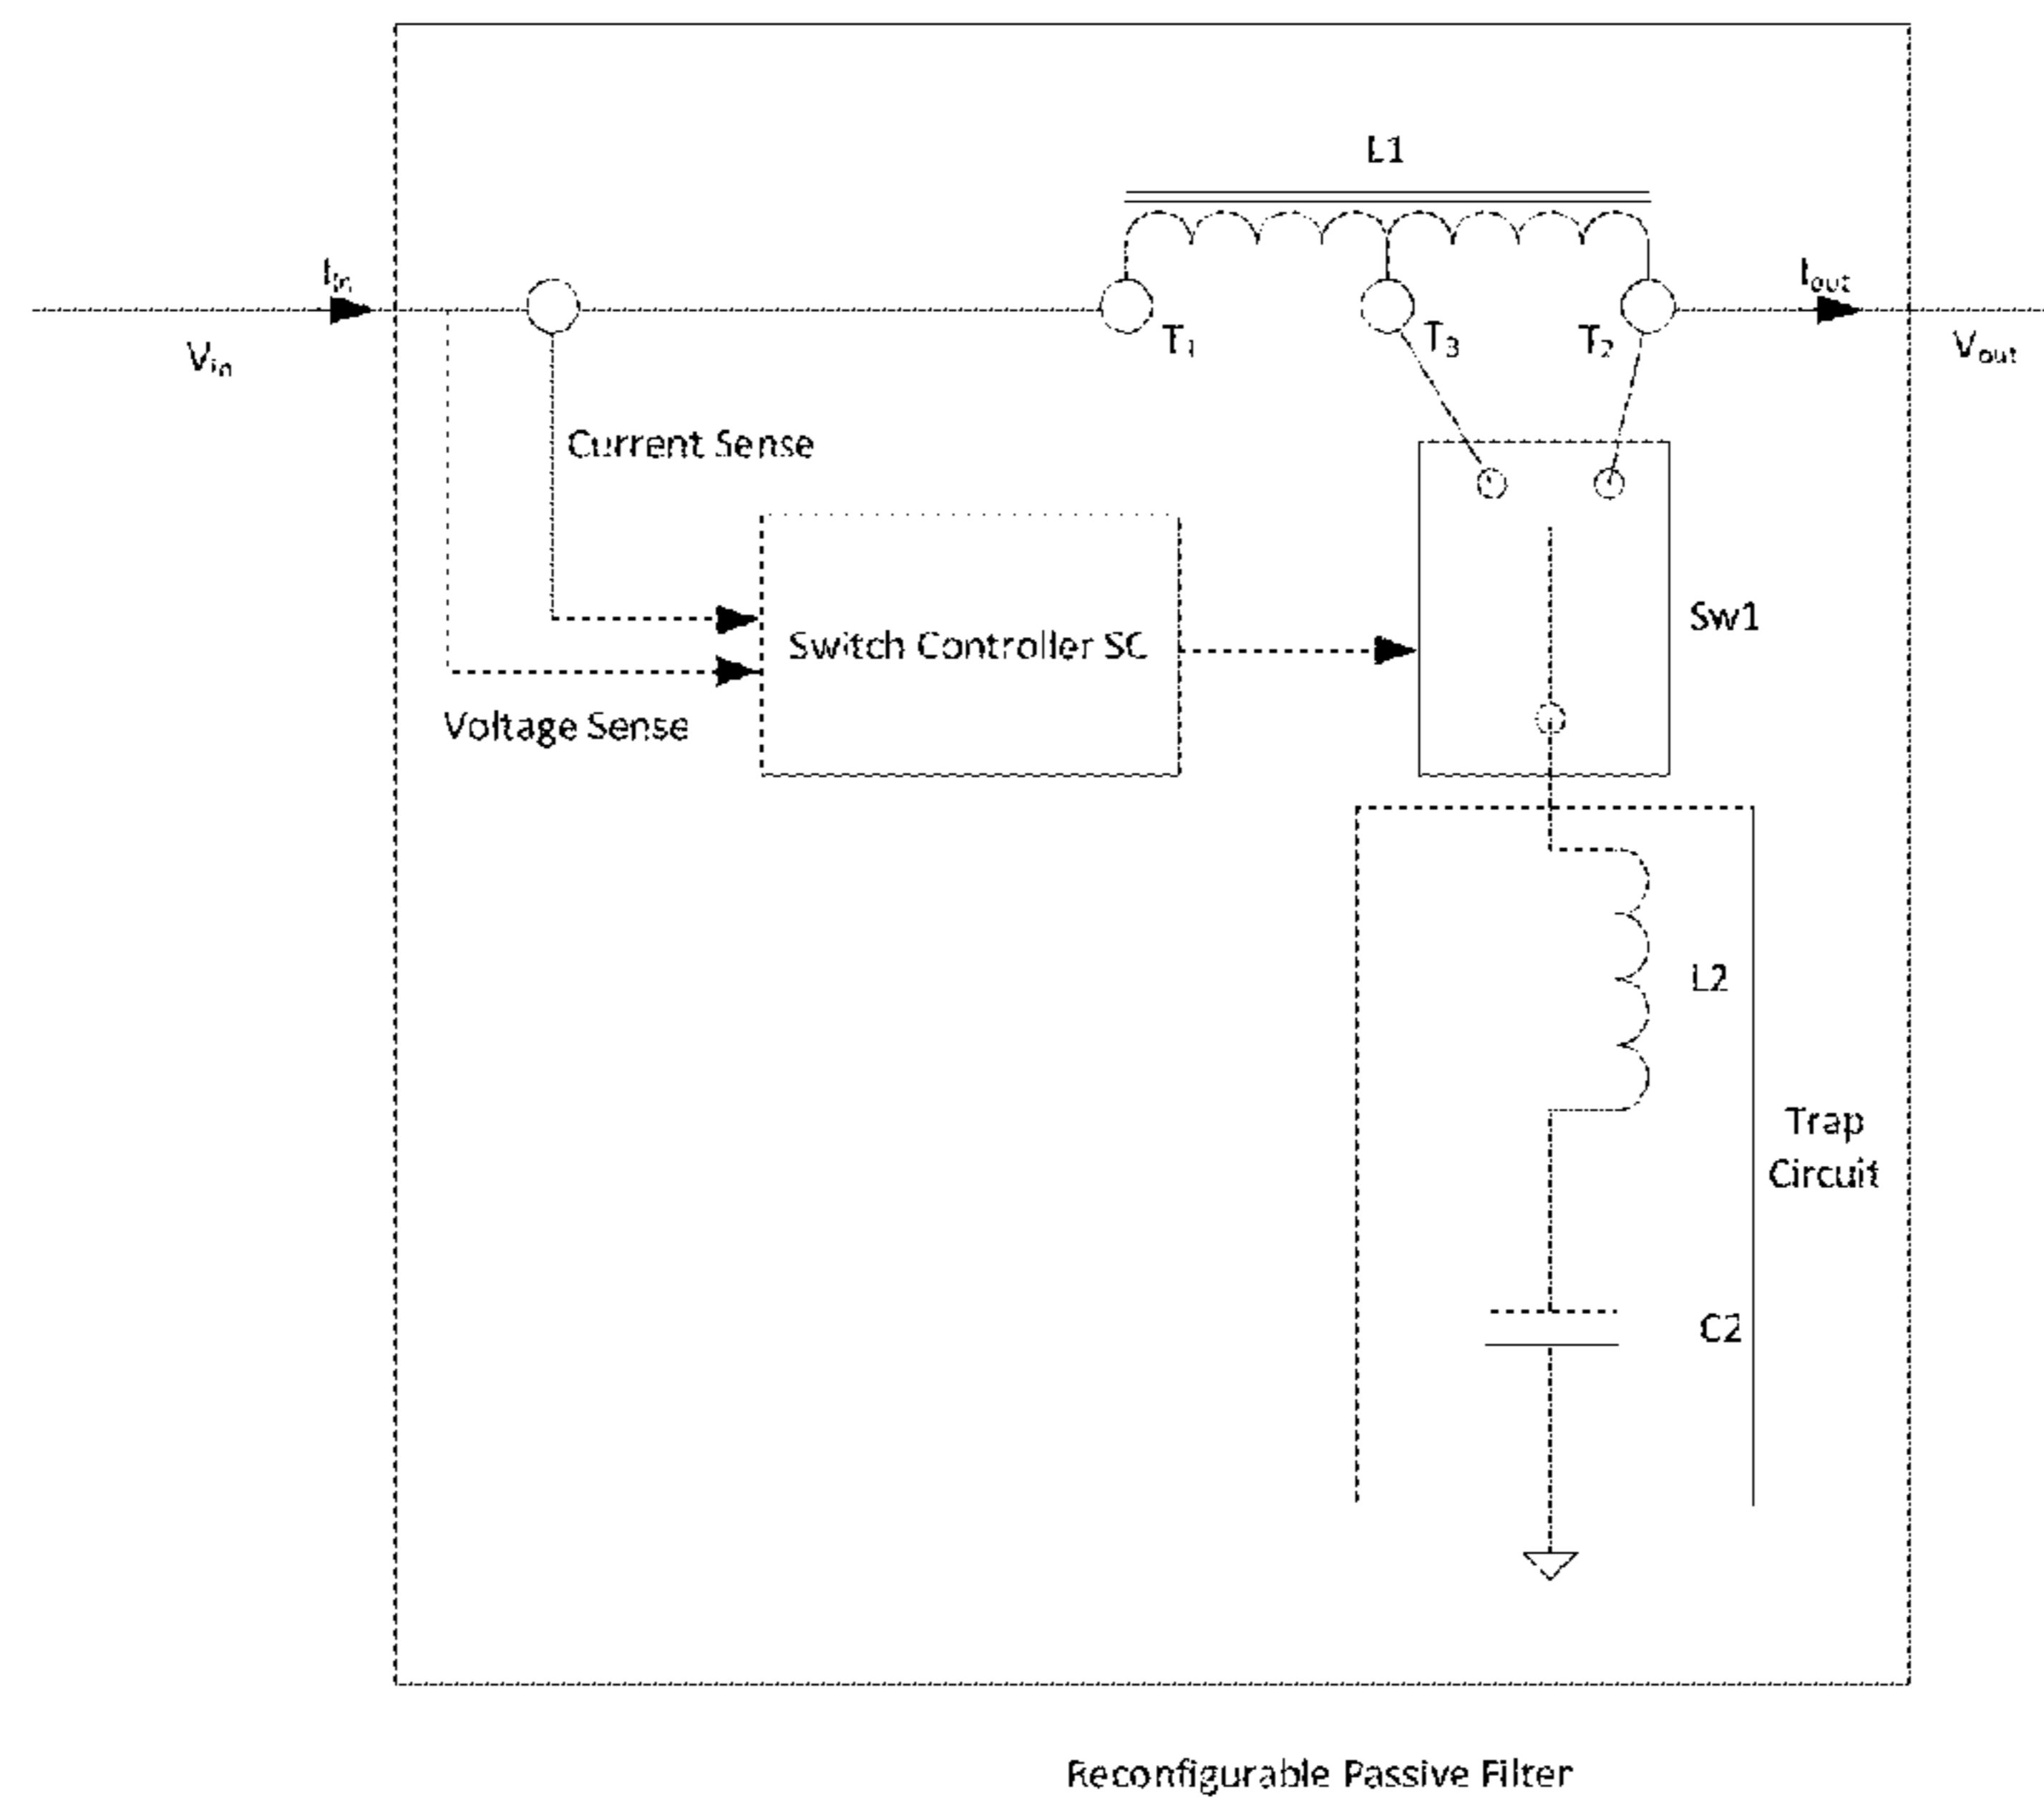 L1
Iin
Iout
T1
T3
T2
Vin
Vout
Current Sense
Sw1
Switch Controller SC
Voltage Sense
L2
Trap
Circuit
C2
Reconfigurable Passive Filter